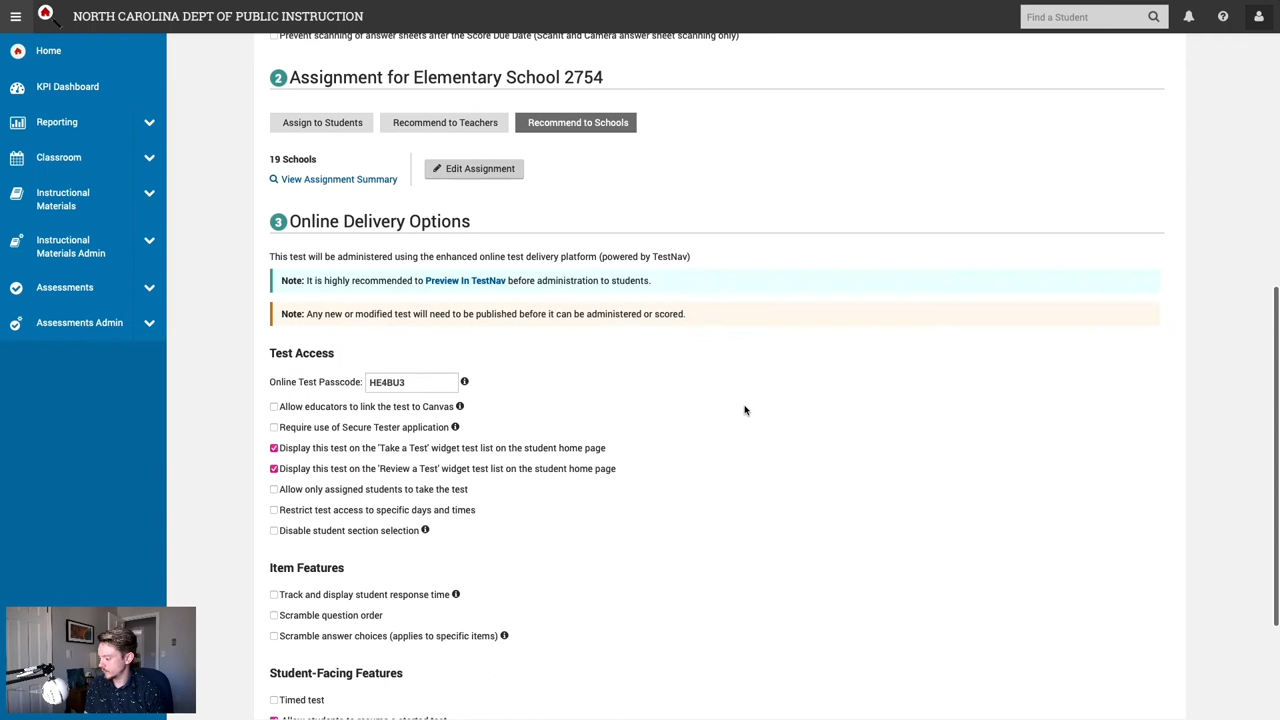 NORTH CAROLINA DEPT OF PUBLIC INSTRUCTION
Find a Student
Home
KPI Dashboard
Reporting
Classroom
Instructional
Materials
Instructional
Materials Admin
Assessments
Assessments Admin
Prevent scanning of answer sheets after the Score Due Date (ScanIt and Camera answer sheet scanning only)
2 Assignment for Elementary School 2754
Assign to Students
Recommend to Teachers
Recommend to Schools
19 Schools
View Assignment Summary
Edit Assignment
3 Online Delivery Options
This test will be administered using the enhanced online test delivery platform (powered by TestNav)
Note: It is highly recommended to Preview In TestNav before administration to students.
Note: Any new or modified test will need to be published before it can be administered or scored.
Test Access
Online Test Passcode: HE4BU3
Allow educators to link the test to Canvas
Require use of Secure Tester application
Display this test on the 'Take a Test' widget test list on the student home page
Display this test on the 'Review a Test' widget test list on the student home page
Allow only assigned students to take the test
Restrict test access to specific days and times
Disable student section selection
Item Features
Track and display student response time
Scramble question order
Scramble answer choices (applies to specific items)
Student-Facing Features
Timed test
Allow students to resume a started test